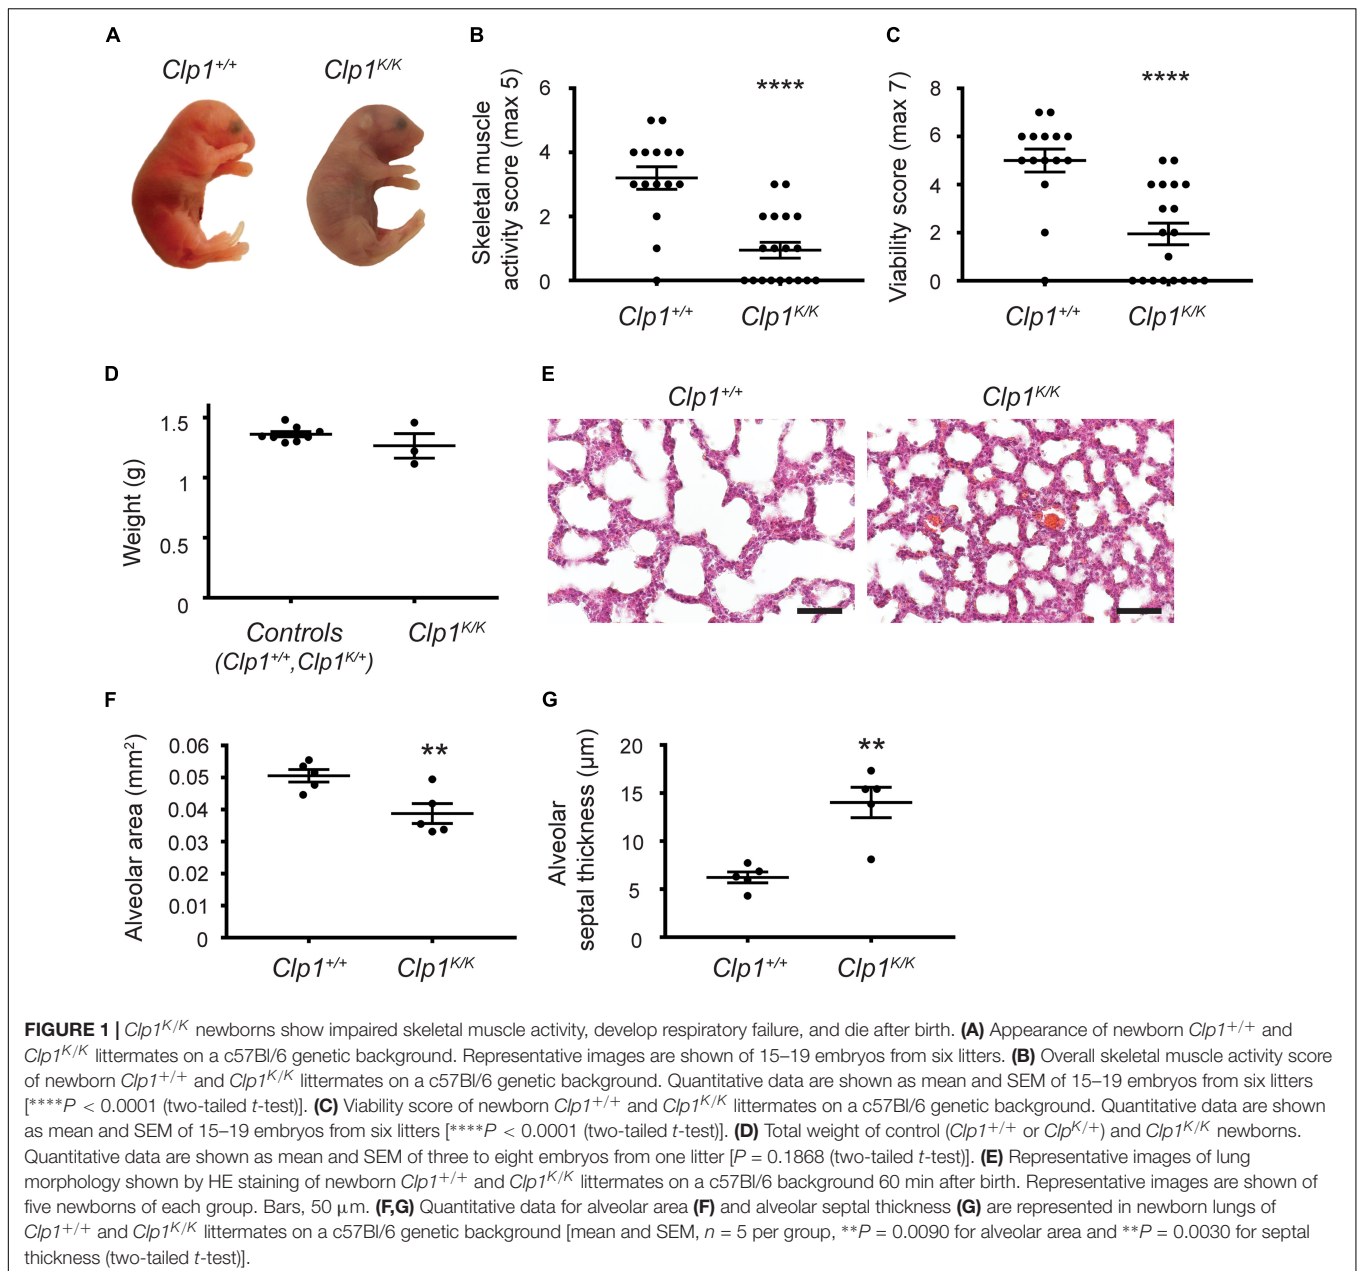 A
Clp1+/+
Clp1K/K
B
Skeletal muscle
activity score (max 5)
6
4
2
0
****
Clp1+/+
Clp1K/K
C
Viability score (max 7)
8
6
4
2
0
****
Clp1+/+
Clp1K/K
D
Weight (g)
1.5
1
0.5
0
Controls
(Clp1+/+,Clp1K/+)
Clp1K/K
E
Clp1+/+
Clp1K/K
F
Alveolar area (mm2)
0.06
0.05
0.04
0.03
0.02
0.01
0
**
Clp1+/+
Clp1K/K
G
Alveolar
septal thickness (μm)
20
15
10
5
0
**
Clp1+/+
Clp1K/K
FIGURE 1 | Clp1K/K newborns show impaired skeletal muscle activity, develop respiratory failure, and die after birth. (A) Appearance of newborn Clp1+/+ and
Clp1K/K littermates on a c57Bl/6 genetic background. Representative images are shown of 15–19 embryos from six litters. (B) Overall skeletal muscle activity score
of newborn Clp1+/+ and Clp1K/K littermates on a c57Bl/6 genetic background. Quantitative data are shown as mean and SEM of 15–19 embryos from six litters
[****P < 0.0001 (two-tailed t-test)]. (C) Viability score of newborn Clp1+/+ and Clp1K/K littermates on a c57Bl/6 genetic background. Quantitative data are shown
as mean and SEM of 15–19 embryos from six litters [****P < 0.0001 (two-tailed t-test)]. (D) Total weight of control (Clp1+/+ or ClpK/+) and Clp1K/K newborns.
Quantitative data are shown as mean and SEM of three to eight embryos from one litter [P = 0.1868 (two-tailed t-test)]. (E) Representative images of lung
morphology shown by HE staining of newborn Clp1+/+ and Clp1K/K littermates on a c57Bl/6 background 60 min after birth. Representative images are shown of
five newborns of each group. Bars, 50 μm. (F,G) Quantitative data for alveolar area (F) and alveolar septal thickness (G) are represented in newborn lungs of
Clp1+/+ and Clp1K/K littermates on a c57Bl/6 genetic background [mean and SEM, n = 5 per group, **P = 0.0090 for alveolar area and **P = 0.0030 for septal
thickness (two-tailed t-test)].